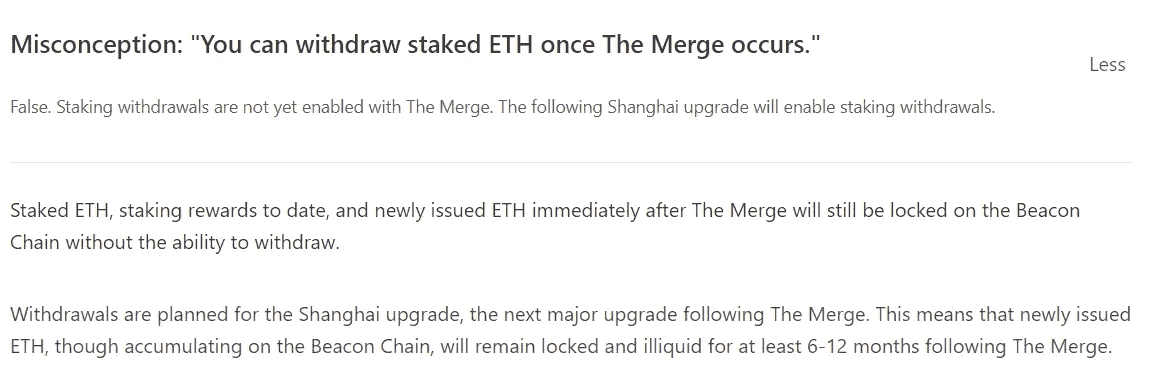 Misconception: "You can withdraw staked ETH once The Merge occurs."
Less
False. Staking withdrawals are not yet enabled with The Merge. The following Shanghai upgrade will enable staking withdrawals.
Staked ETH, staking rewards to date, and newly issued ETH immediately after The Merge will still be locked on the Beacon
Chain without the ability to withdraw.
Withdrawals are planned for the Shanghai upgrade, the next major upgrade following The Merge. This means that newly issued
ETH, though accumulating on the Beacon Chain, will remain locked and illiquid for at least 6-12 months following The Merge.